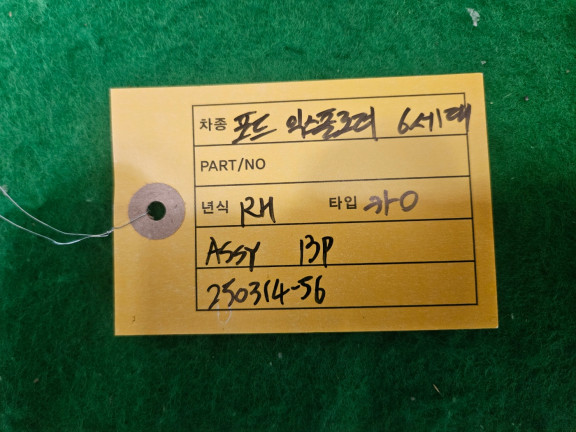 차종 포드 익스플로러 6세대
PART/NO
년식 RH 타입 카O
ASSY 13P
250314-56